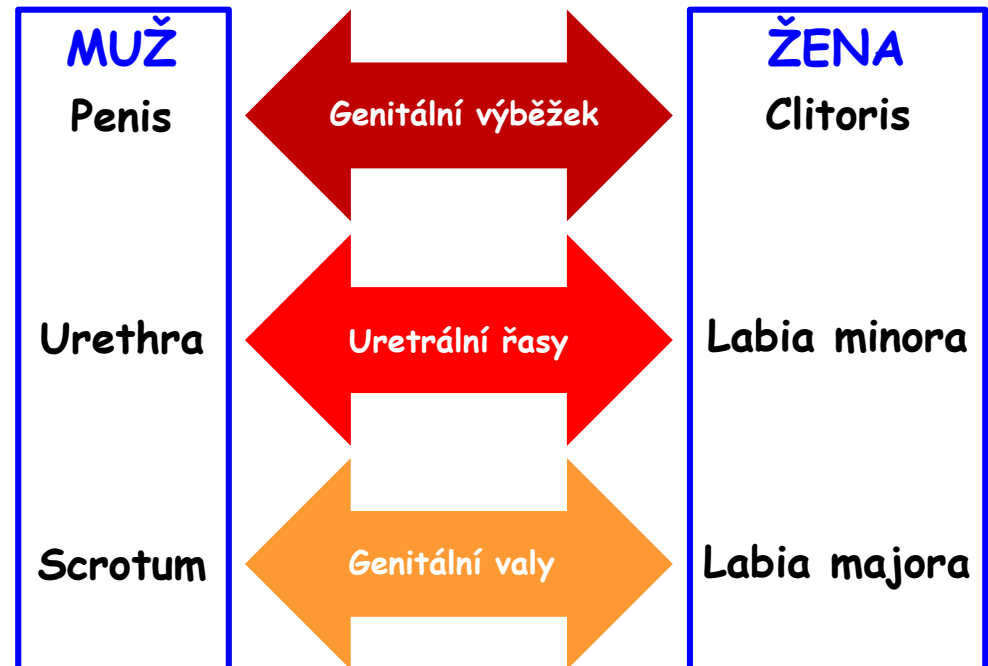 MUŽ
ŽENA
Penis
Genitální výběžek
Clitoris
Urethra
Uretrální řasy
Labia minora
Scrotum
Genitální valy
Labia majora